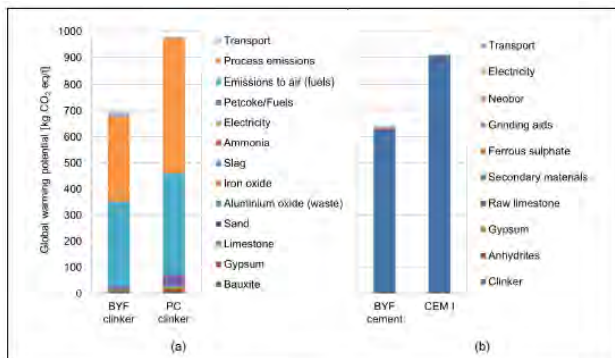 Global warming potential [kg CO2 eq/t]
1000
900
800
700
600
500
400
300
200
100
0
BYF
clinker
PC
clinker
(a)
Transport
Process emissions
Emissions to air (fuels)
Petcoke/Fuels
Electricity
Ammonia
Slag
Iron oxide
Aluminium oxide (waste)
Sand
Limestone
Gypsum
Bauxite
BYF
cement
CEM I
(b)
Transport
Electricity
Neobor
Grinding aids
Ferrous sulphate
Secondary materials
Raw limestone
Gypsum
Anhydrites
Clinker